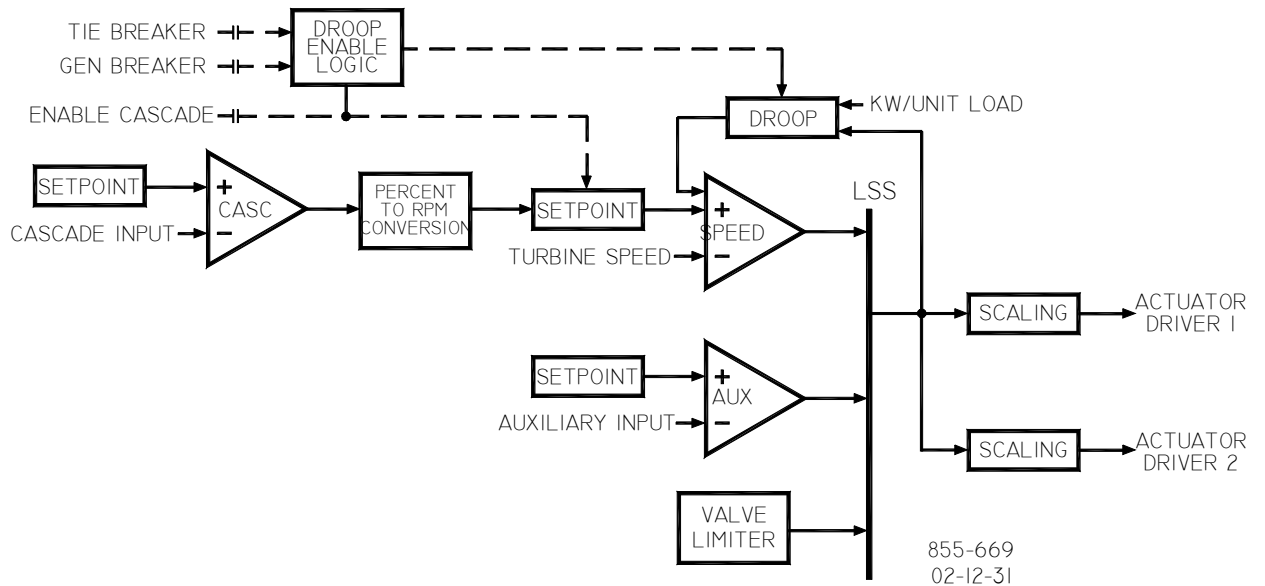 TIE BREAKER
GEN BREAKER
DROOP
ENABLE
LOGIC
ENABLE CASCADE
KW/UNIT LOAD
DROOP
SETPOINT
+
CASC
-
CASCADE INPUT
PERCENT
TO RPM
CONVERSION
SETPOINT
+
SPEED
-
TURBINE SPEED
LSS
SCALING
ACTUATOR
DRIVER 1
SETPOINT
+
AUX
-
AUXILIARY INPUT
SCALING
ACTUATOR
DRIVER 2
VALVE
LIMITER
855-669
02-12-31